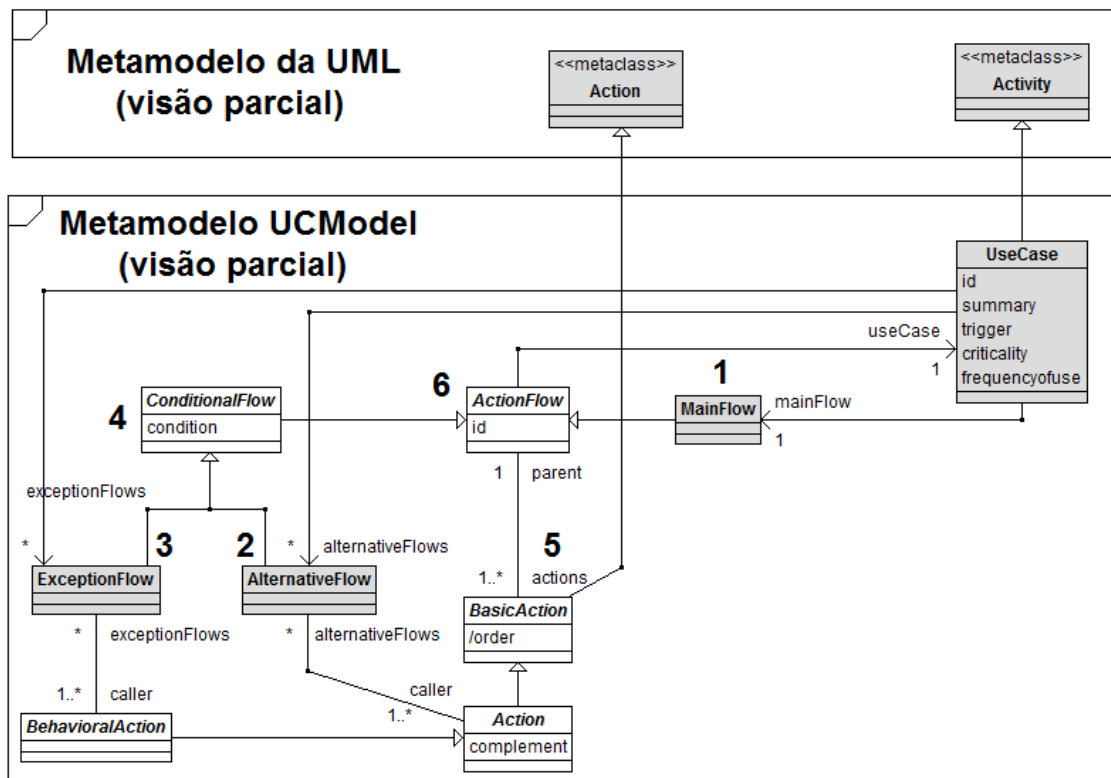 Metamodelo da UML
(visão parcial)
<<metaclass>>
Action
<<metaclass>>
Activity
Metamodelo UCModel
(visão parcial)
UseCase
id
summary
trigger
criticality
frequencyofuse
useCase
1
1
mainFlow
1
MainFlow
6
ActionFlow
id
4
ConditionalFlow
condition
1
parent
exceptionFlows
*
3
2
*
alternativeFlows
5
1..*
actions
ExceptionFlow
AlternativeFlow
BasicAction
/order
*
exceptionFlows
*
alternativeFlows
1..*
caller
caller
1..*
BehavioralAction
Action
complement